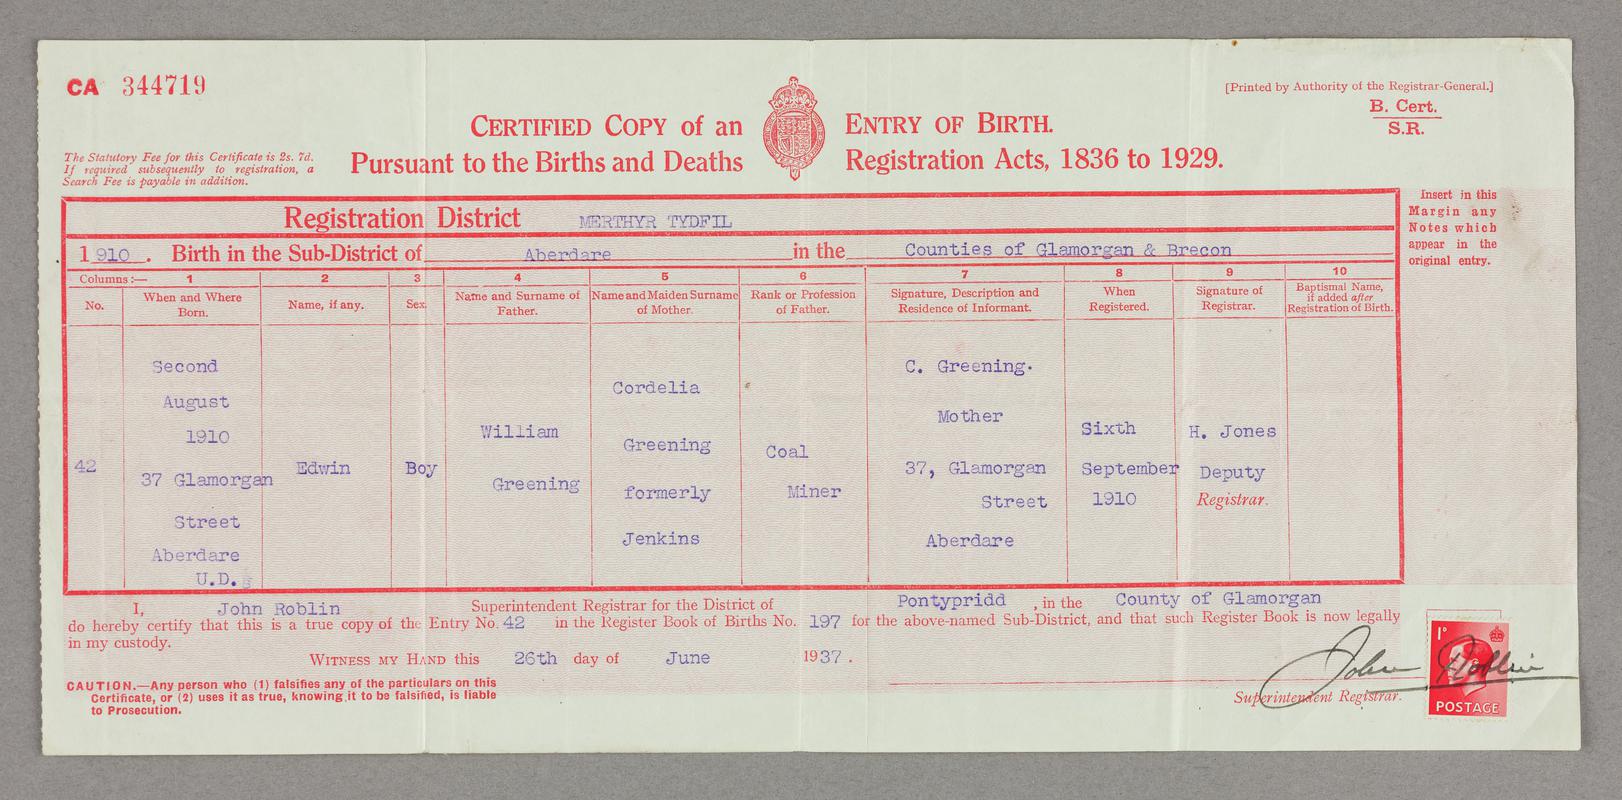 CA 344719
[Printed by Authority of the Registrar-General.]
B. Cert.
S.R.
CERTIFIED COPY of an ENTRY OF BIRTH.
Pursuant to the Births and Deaths Registration Acts, 1836 to 1929.
The Statutory Fee for this Certificate is 2s. 7d.
If required subsequently to registration, a
Search Fee is payable in addition.
Insert in this
Margin any
Notes which
appear in the
original entry.
Registration District MERTHYR TYDFIL
1910. Birth in the Sub-District of Aberdare in the Counties of Glamorgan & Brecon
Columns:— 1 2 3 4 5 6 7 8 9 10
No.
When and Where
Born.
Name, if any.
Sex.
Name and Surname of
Father.
Name and Maiden Surname
of Mother.
Rank or Profession
of Father.
Signature, Description and
Residence of Informant.
When
Registered.
Signature of
Registrar.
Baptismal Name,
if added after
Registration of Birth.
42
Second
August
1910
37 Glamorgan
Street
Aberdare
U.D.
Edwin
Boy
William
Greening
Cordelia
Greening
formerly
Jenkins
Coal
Miner
C. Greening.
Mother
37, Glamorgan
Street
Aberdare
Sixth
September
1910
H. Jones
Deputy
Registrar.
I, John Roblin Superintendent Registrar for the District of Pontypridd, in the County of Glamorgan
do hereby certify that this is a true copy of the Entry No. 42 in the Register Book of Births No. 197 for the above-named Sub-District, and that such Register Book is now legally
in my custody.
WITNESS MY HAND this 26th day of June 1937.
CAUTION.—Any person who (1) falsifies any of the particulars on this
Certificate, or (2) uses it as true, knowing it to be falsified, is liable
to Prosecution.
John Roblin
Superintendent Registrar.
1D
POSTAGE